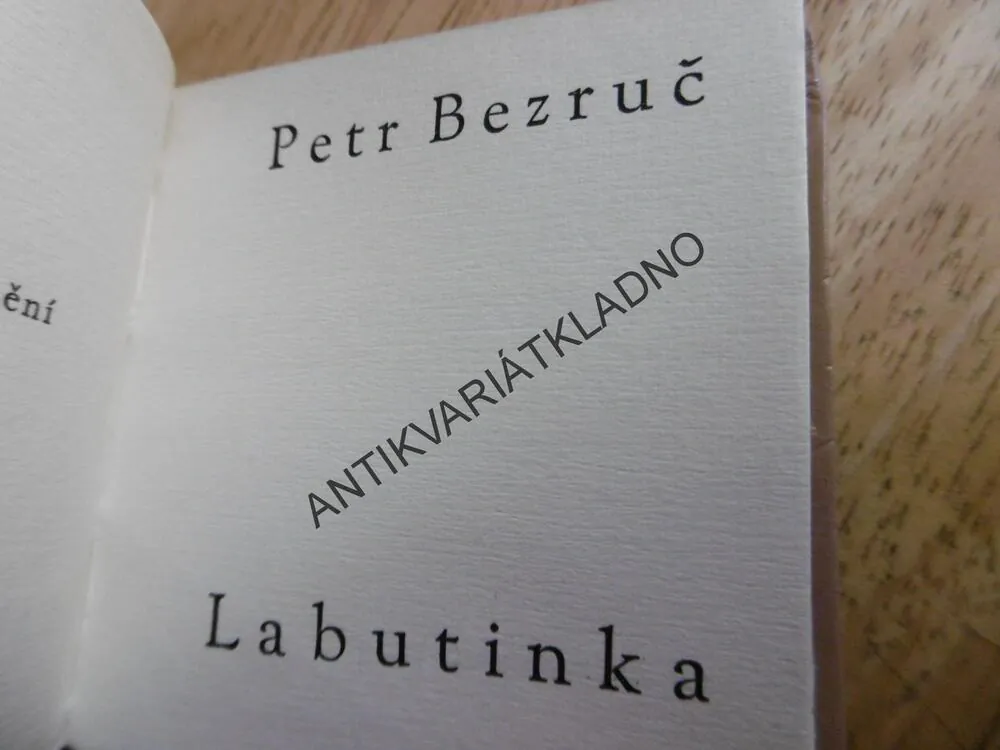 ění
Petr Bezruč
ANTIKVARIÁTKLADNO
Labutinka